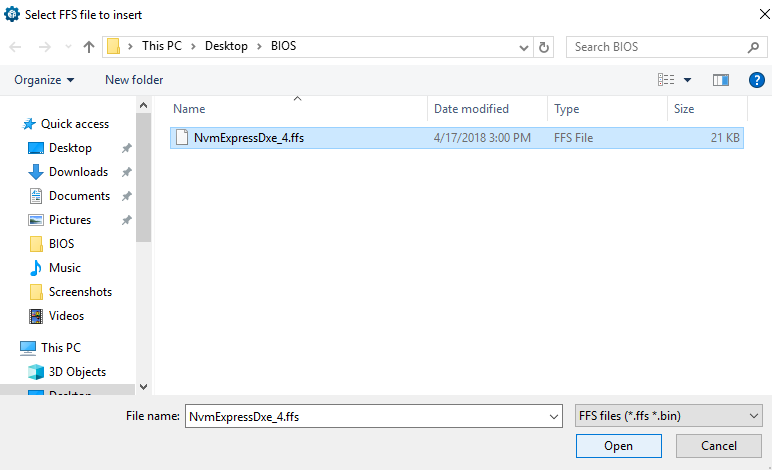 Select FFS file to insert
This PC > Desktop > BIOS
Search BIOS
Organize
New folder
?
Name Date modified Type Size
NvmExpressDxe_4.ffs 4/17/2018 3:00 PM FFS File 21 KB
Quick access
Desktop
Downloads
Documents
Pictures
BIOS
Music
Screenshots
Videos
This PC
3D Objects
Desktop
File name: NvmExpressDxe_4.ffs FFS files (*.ffs *.bin)
Open Cancel